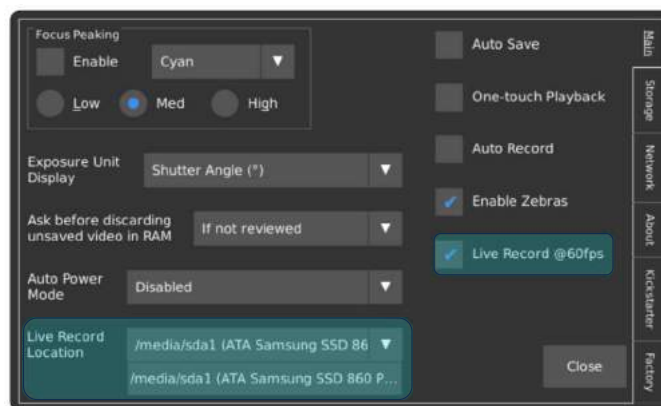 Focus Peaking
Enable
Cyan
Low
Med
High
Exposure Unit
Display
Shutter Angle (°)
Ask before discarding
unsaved video in RAM
If not reviewed
Auto Power
Mode
Disabled
Live Record
Location
/media/sda1 (ATA Samsung SSD 86
/media/sda1 (ATA Samsung SSD 860 P...
Auto Save
One-touch Playback
Auto Record
Enable Zebras
Live Record @60fps
Close
Main
Storage
Network
About
Kickstarter
Factory